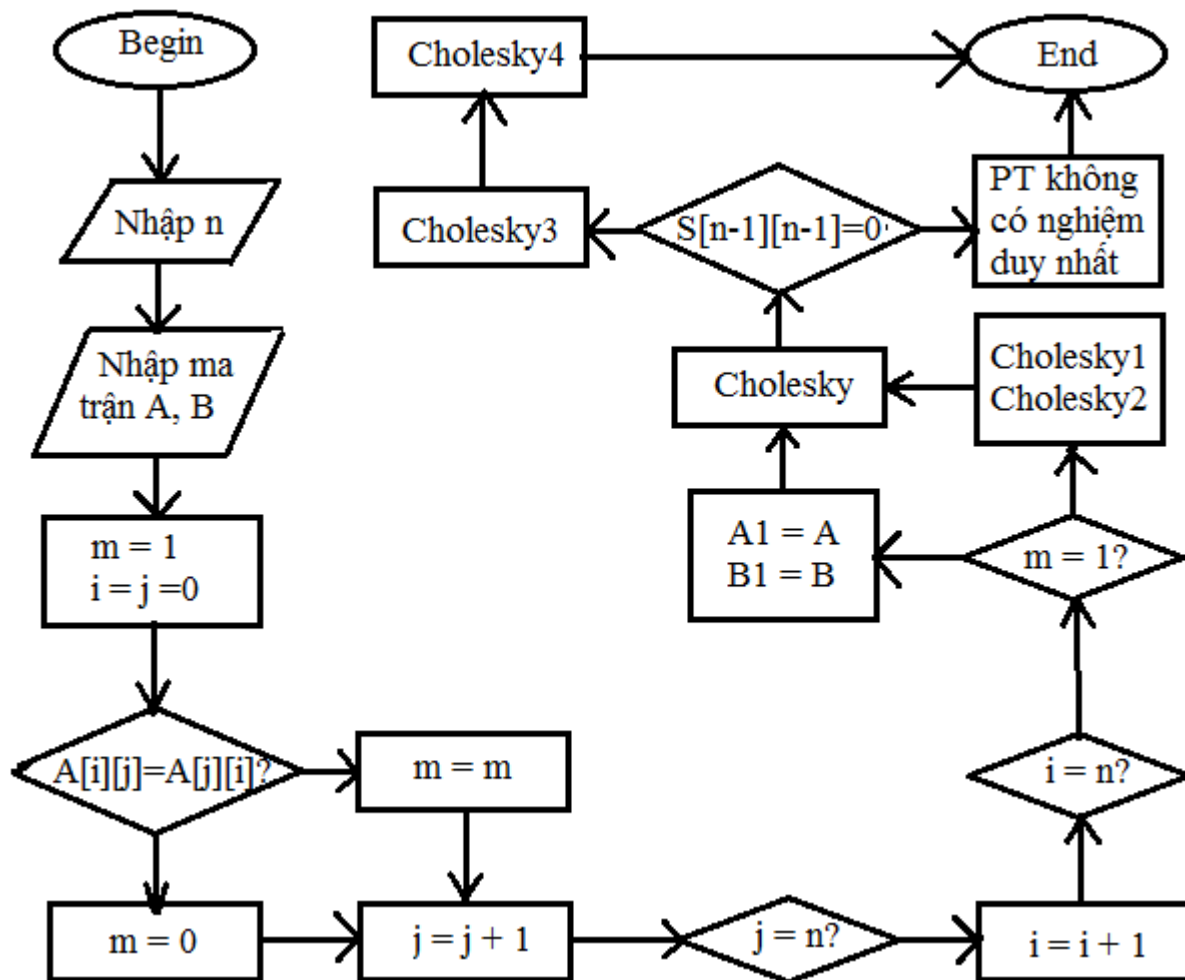 Begin
Nhập n
Nhập ma
trận A, B
m = 1
i = j =0
A[i][j]=A[j][i]?
m = m
m = 0
j = j + 1
j = n?
i = i + 1
i = n?
m = 1?
A1 = A
B1 = B
Cholesky1
Cholesky2
Cholesky
S[n-1][n-1]=0
Cholesky3
Cholesky4
PT không
có nghiệm
duy nhất
End